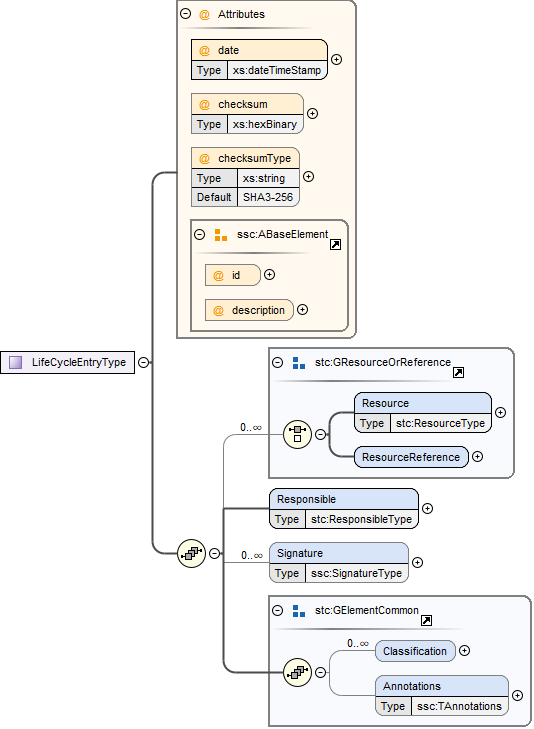 Attributes
@ date
Type xs:dateTimeStamp
@ checksum
Type xs:hexBinary
@ checksumType
Type xs:string
Default SHA3-256
ssc:ABaseElement
@ id
@ description
LifeCycleEntryType
stc:GResourceOrReference
0..∞
Resource
Type stc:ResourceType
ResourceReference
Responsible
Type stc:ResponsibleType
0..∞
Signature
Type ssc:SignatureType
stc:GElementCommon
0..∞
Classification
Annotations
Type ssc:TAnnotations